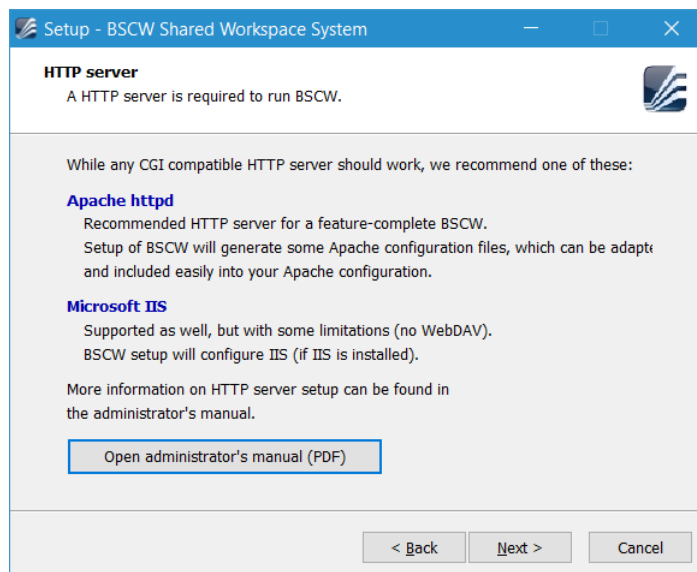 Setup - BSCW Shared Workspace System
HTTP server
A HTTP server is required to run BSCW.
While any CGI compatible HTTP server should work, we recommend one of these:
Apache httpd
Recommended HTTP server for a feature-complete BSCW.
Setup of BSCW will generate some Apache configuration files, which can be adapte
and included easily into your Apache configuration.
Microsoft IIS
Supported as well, but with some limitations (no WebDAV).
BSCW setup will configure IIS (if IIS is installed).
More information on HTTP server setup can be found in
the administrator's manual.
Open administrator's manual (PDF)
< Back
Next >
Cancel